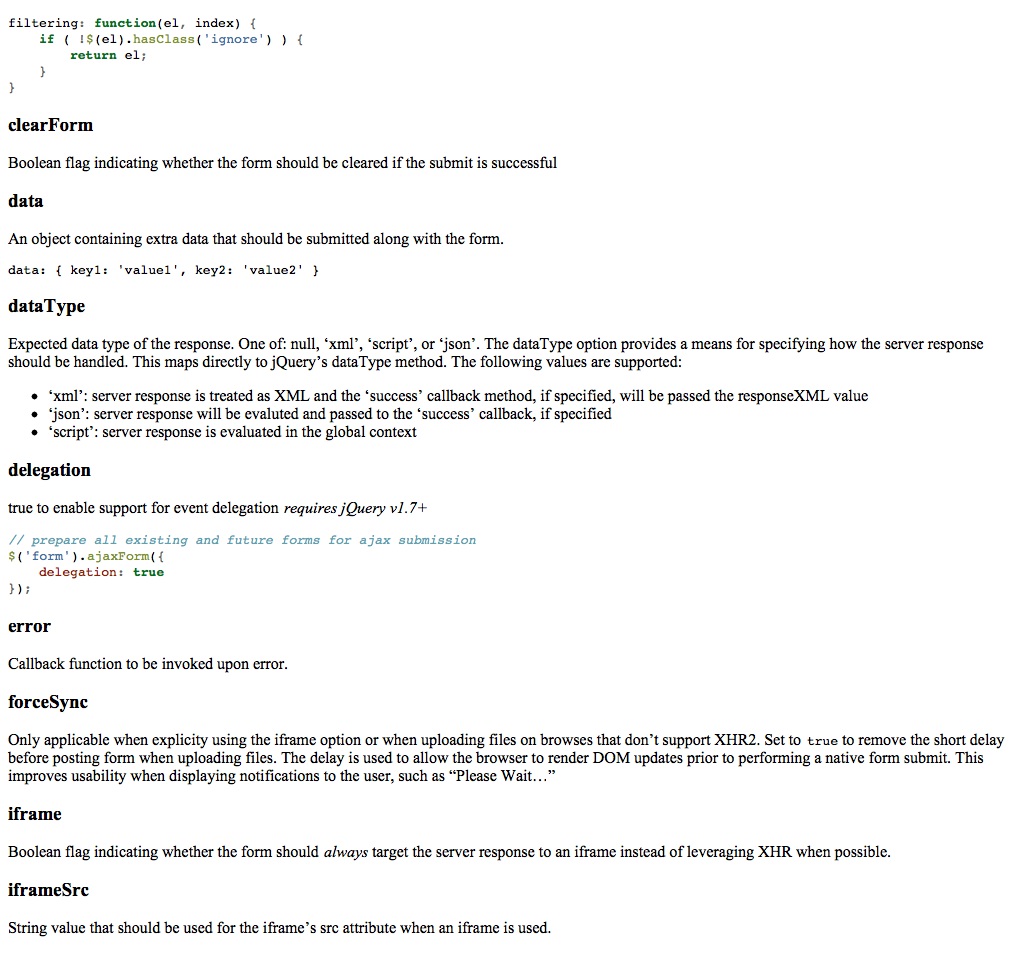 filtering: function(el, index) {
    if ( !$(el).hasClass('ignore') ) {
        return el;
    }
}
clearForm
Boolean flag indicating whether the form should be cleared if the submit is successful
data
An object containing extra data that should be submitted along with the form.
data: { key1: 'value1', key2: 'value2' }
dataType
Expected data type of the response. One of: null, ‘xml’, ‘script’, or ‘json’. The dataType option provides a means for specifying how the server response
should be handled. This maps directly to jQuery’s dataType method. The following values are supported:
• ‘xml’: server response is treated as XML and the ‘success’ callback method, if specified, will be passed the responseXML value
• ‘json’: server response will be evaluted and passed to the ‘success’ callback, if specified
• ‘script’: server response is evaluated in the global context
delegation
true to enable support for event delegation requires jQuery v1.7+
// prepare all existing and future forms for ajax submission
$('form').ajaxForm({
    delegation: true
});
error
Callback function to be invoked upon error.
forceSync
Only applicable when explicity using the iframe option or when uploading files on browses that don’t support XHR2. Set to true to remove the short delay
before posting form when uploading files. The delay is used to allow the browser to render DOM updates prior to performing a native form submit. This
improves usability when displaying notifications to the user, such as “Please Wait…”
iframe
Boolean flag indicating whether the form should always target the server response to an iframe instead of leveraging XHR when possible.
iframeSrc
String value that should be used for the iframe’s src attribute when an iframe is used.